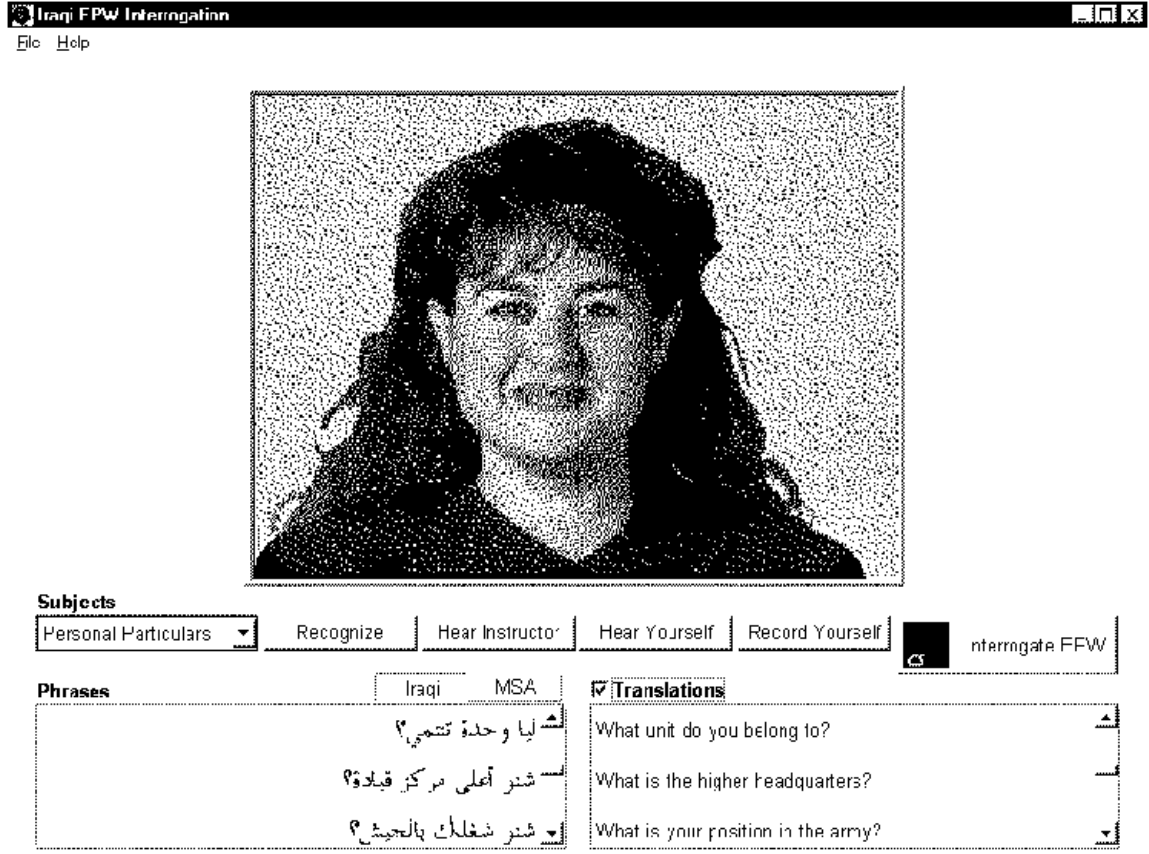 Iraqi EPW Interrogation
File Help
Subjects
Personal Particulars Recognize Hear Instructor Hear Yourself Record Yourself CS nterrogate EPW
Phrases Iraqi MSA Translations
ليا وحدة تنتمي؟ What unit do you belong to?
شنو أعلى مركز قيادة؟ What is the higher headquarters?
شنو شغلك بالجيش؟ What is your position in the army?